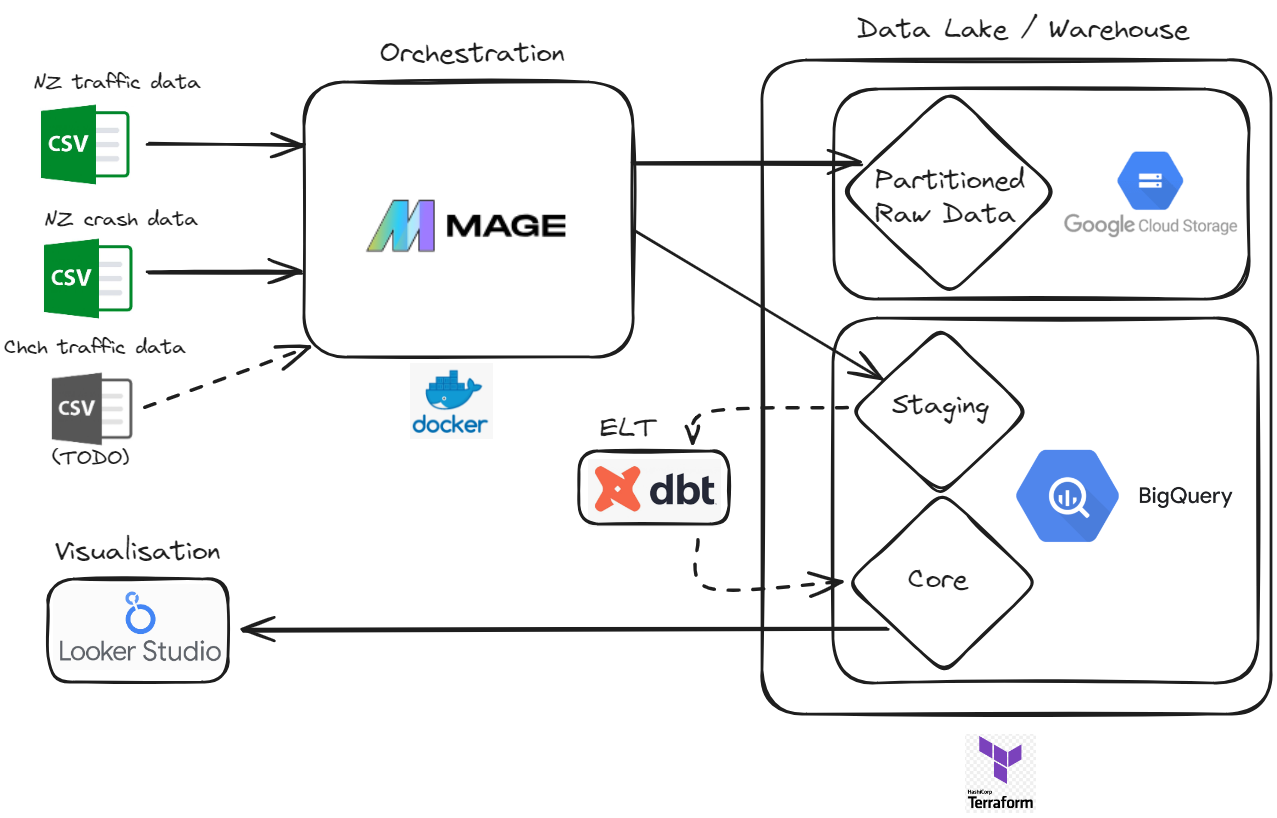 Data Lake / Warehouse
Orchestration
NZ traffic data
CSV
MAGE
Partitioned
Raw Data
Google Cloud Storage
NZ crash data
CSV
Chch traffic data
CSV
(TODO)
docker
Staging
ELT
dbt
BigQuery
Core
Visualisation
Looker Studio
HashiCorp
Terraform